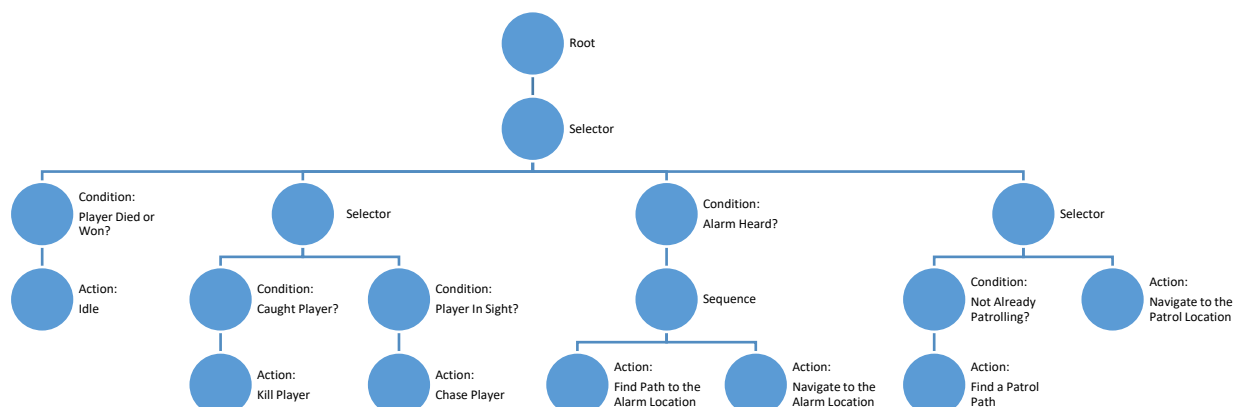 Root
Selector
Condition:
Player Died or
Won?
Selector
Condition:
Alarm Heard?
Selector
Action:
Idle
Condition:
Caught Player?
Condition:
Player In Sight?
Sequence
Condition:
Not Already
Patrolling?
Action:
Navigate to the
Patrol Location
Action:
Kill Player
Action:
Chase Player
Action:
Find Path to the
Alarm Location
Action:
Navigate to the
Alarm Location
Action:
Find a Patrol
Path